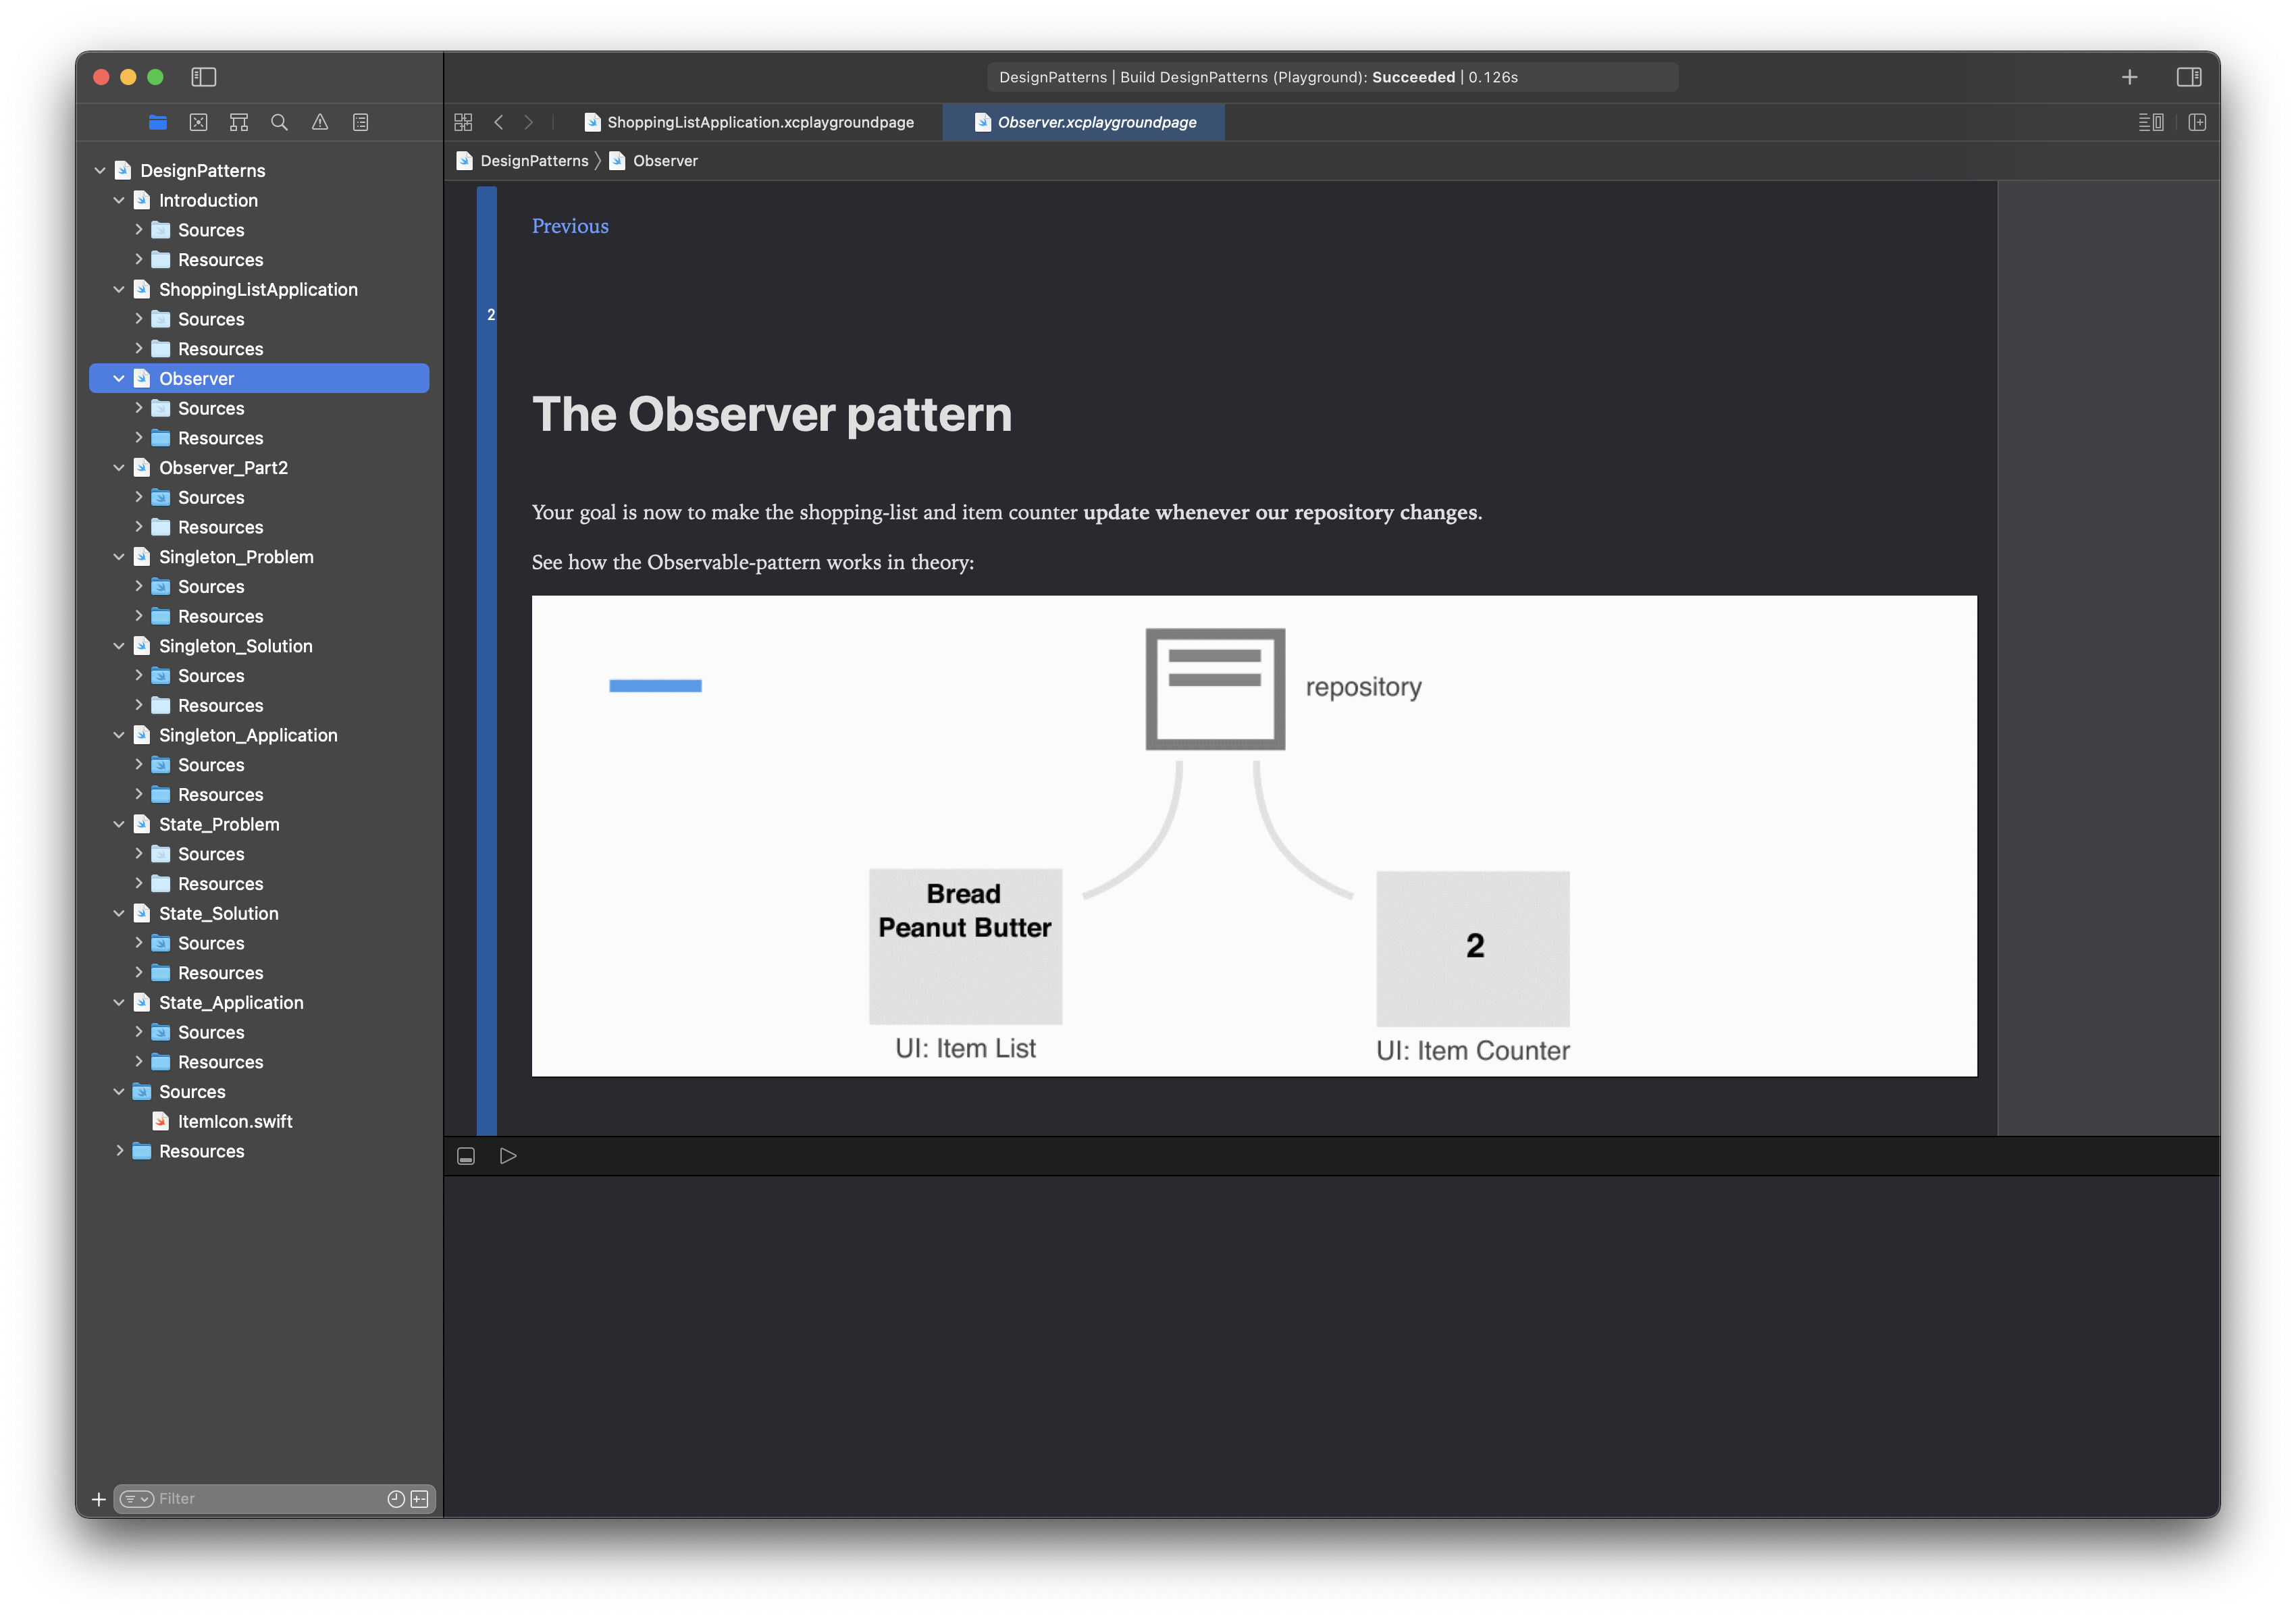 DesignPatterns | Build DesignPatterns (Playground): Succeeded | 0.126s
ShoppingListApplication.xcplaygroundpage
Observer.xcplaygroundpage
DesignPatterns
Observer
DesignPatterns
Introduction
Sources
Resources
ShoppingListApplication
Sources
Resources
Observer
Sources
Resources
Observer_Part2
Sources
Resources
Singleton_Problem
Sources
Resources
Singleton_Solution
Sources
Resources
Singleton_Application
Sources
Resources
State_Problem
Sources
Resources
State_Solution
Sources
Resources
State_Application
Sources
Resources
Sources
ItemIcon.swift
Resources
Filter
Previous
2
The Observer pattern
Your goal is now to make the shopping-list and item counter update whenever our repository changes.
See how the Observable-pattern works in theory:
repository
Bread
Peanut Butter
UI: Item List
2
UI: Item Counter